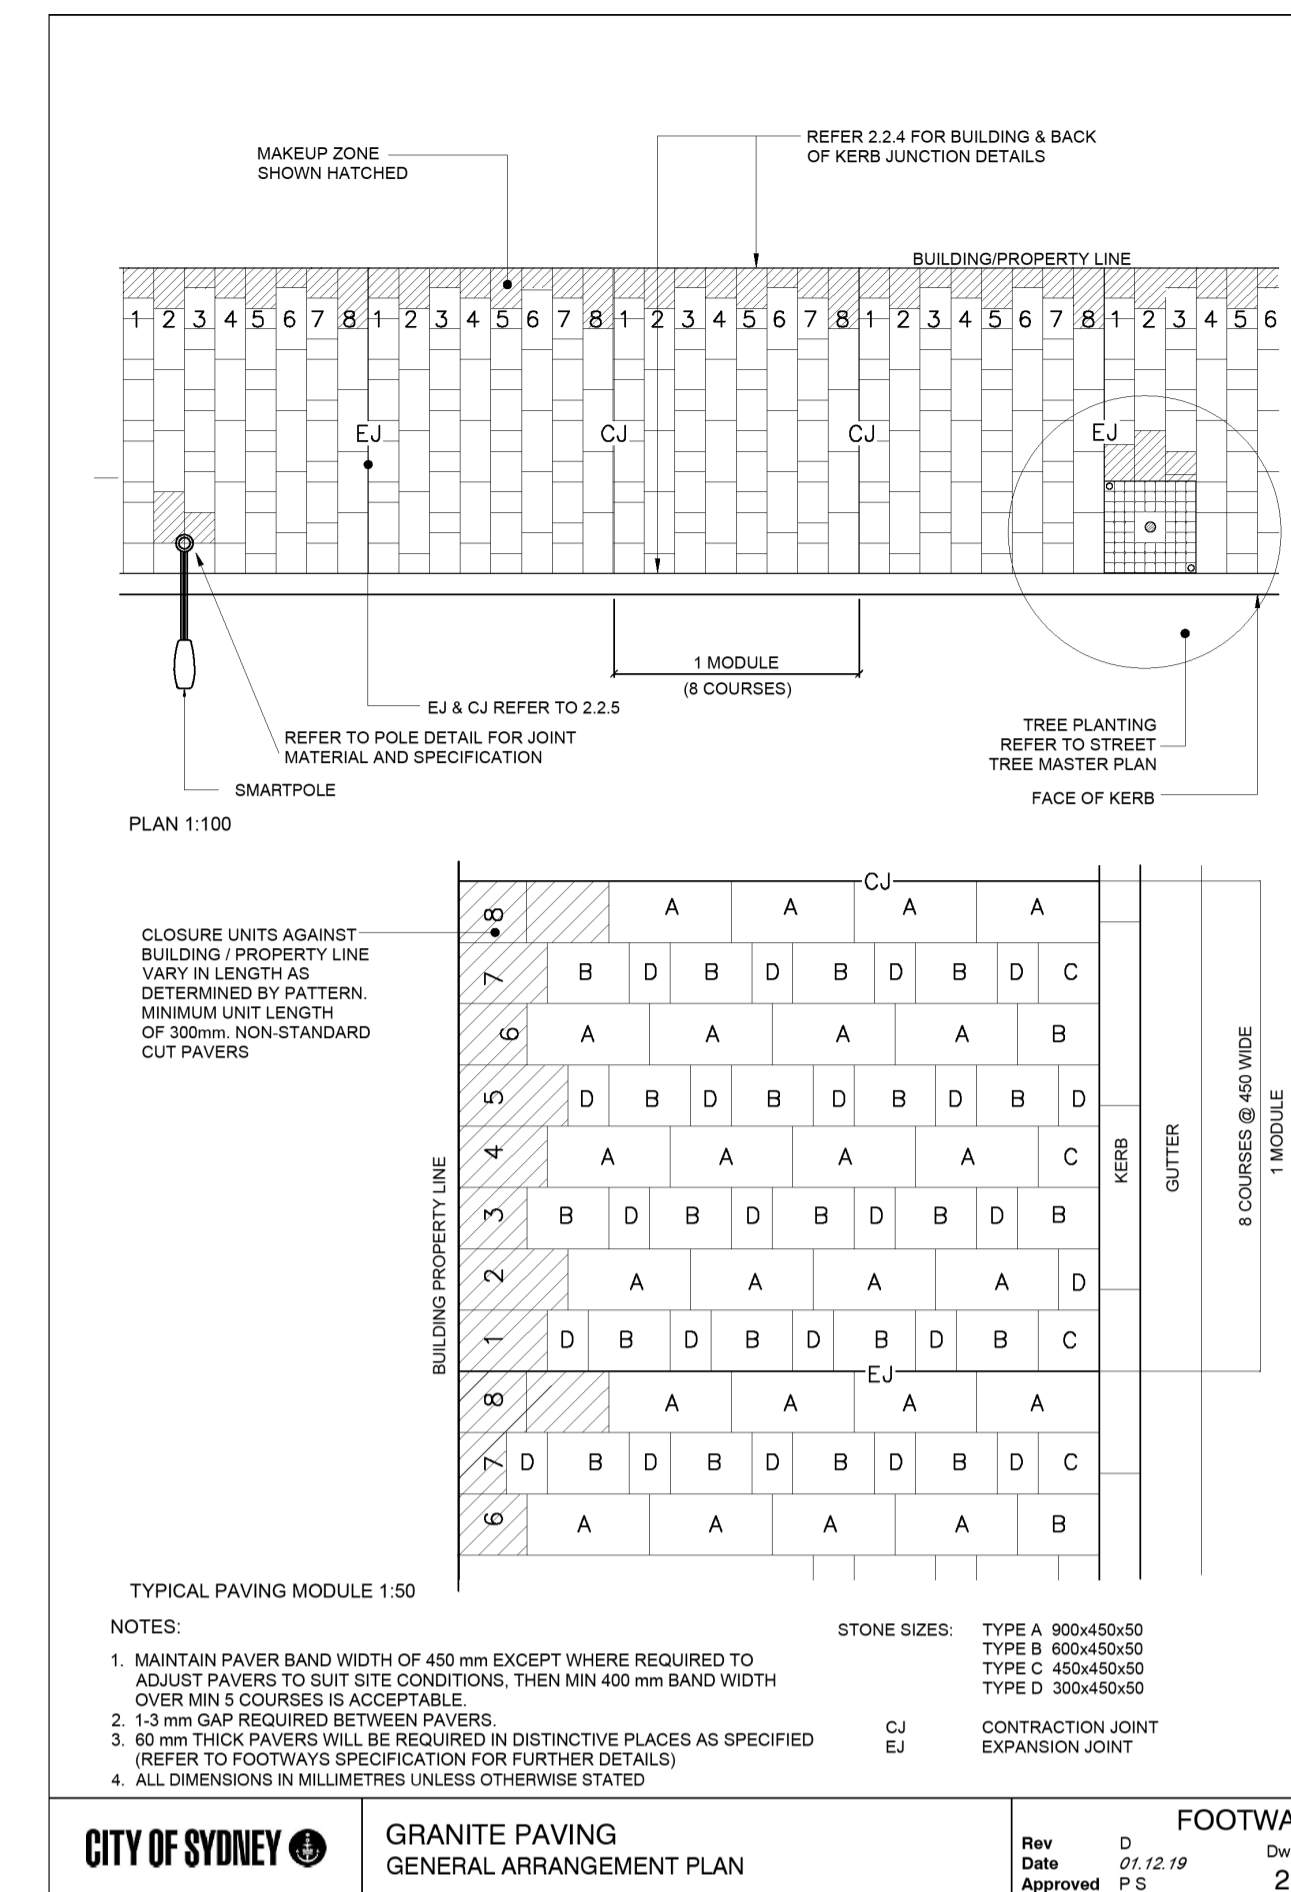 MAKEUP ZONE
SHOWN HATCHED
REFER 2.2.4 FOR BUILDING & BACK
OF KERB JUNCTION DETAILS
BUILDING/PROPERTY LINE
1 2 3 4 5 6 7 8 1 2 3 4 5 6 7 8 1 2 3 4 5 6 7 8 1 2 3 4 5 6 7 8 1 2 3 4 5 6
EJ CJ CJ EJ
1 MODULE
(8 COURSES)
EJ & CJ REFER TO 2.2.5
REFER TO POLE DETAIL FOR JOINT
MATERIAL AND SPECIFICATION
SMARTPOLE
TREE PLANTING
REFER TO STREET
TREE MASTER PLAN
FACE OF KERB
PLAN 1:100
CLOSURE UNITS AGAINST
BUILDING / PROPERTY LINE
VARY IN LENGTH AS
DETERMINED BY PATTERN.
MINIMUM UNIT LENGTH
OF 300mm. NON-STANDARD
CUT PAVERS
BUILDING PROPERTY LINE
CJ
8 A A A A
7 B D B D B D B D C
6 A A A A B
5 D B D B D B D B D
4 A A A A C
3 B D B D B D B D B
2 A A A A D
1 D B D B D B D B C
EJ
8 A A A A
7 D B D B D B D B D C
6 A A A A B
KERB
GUTTER
8 COURSES @ 450 WIDE
1 MODULE
TYPICAL PAVING MODULE 1:50
NOTES:
1. MAINTAIN PAVER BAND WIDTH OF 450 mm EXCEPT WHERE REQUIRED TO
ADJUST PAVERS TO SUIT SITE CONDITIONS, THEN MIN 400 mm BAND WIDTH
OVER MIN 5 COURSES IS ACCEPTABLE.
2. 1-3 mm GAP REQUIRED BETWEEN PAVERS.
3. 60 mm THICK PAVERS WILL BE REQUIRED IN DISTINCTIVE PLACES AS SPECIFIED
(REFER TO FOOTWAYS SPECIFICATION FOR FURTHER DETAILS)
4. ALL DIMENSIONS IN MILLIMETRES UNLESS OTHERWISE STATED
STONE SIZES: TYPE A 900x450x50
TYPE B 600x450x50
TYPE C 450x450x50
TYPE D 300x450x50
CJ CONTRACTION JOINT
EJ EXPANSION JOINT
CITY OF SYDNEY
GRANITE PAVING
GENERAL ARRANGEMENT PLAN
FOOTWA
Rev D
Dw
Date 01.12.19
2
Approved P S